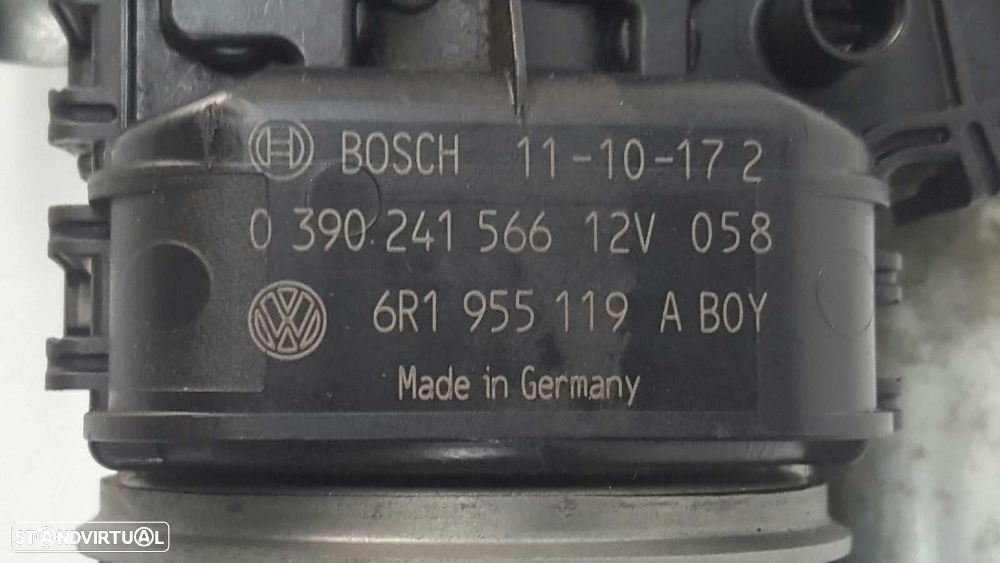 BOSCH 11-10-17 2
0 390 241 566 12V 058
6R1 955 119 A BOY
Made in Germany
STANDVIRTUAL